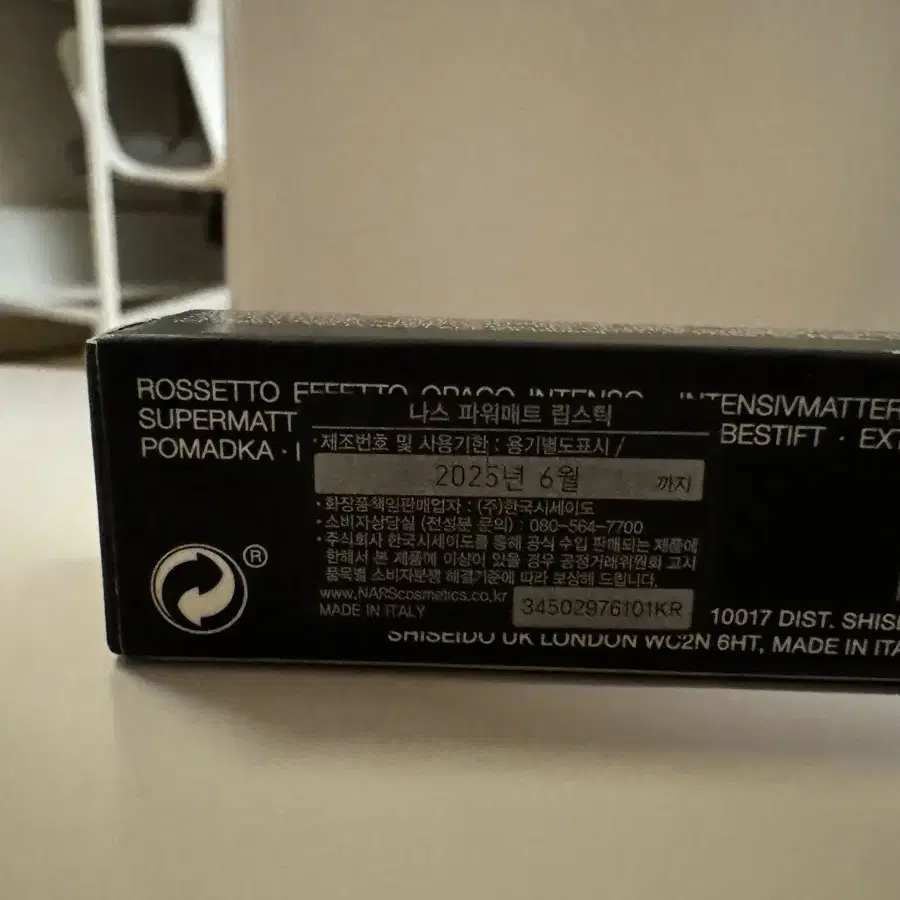 ROSSETTO EFFETTO OPACO INTENSO
ENSIVMATTER
SUPERMATT
BESTIFT · EXT
POMADKA ·
나스 파워매트 립스틱
·제조번호 및 사용기한 : 용기별도표시 /
2025년 6월 까지
·화장품책임판매업자 : (주)한국시세이도
·소비자상담실 (전성분 문의) : 080-564-7700
·주식회사 한국시세이도를 통해 공식 수입 판매되는 제품에
한해서 본 제품에 이상이 있을 경우 공정거래위원회 고시
품목별 소비자분쟁 해결기준에 따라 보상해 드립니다.
www.NARScosmetics.co.kr
MADE IN ITALY
34502976101KR
®
10017 DIST. SHISE
SHISEIDO UK LONDON WC2N 6HT, MADE IN ITA